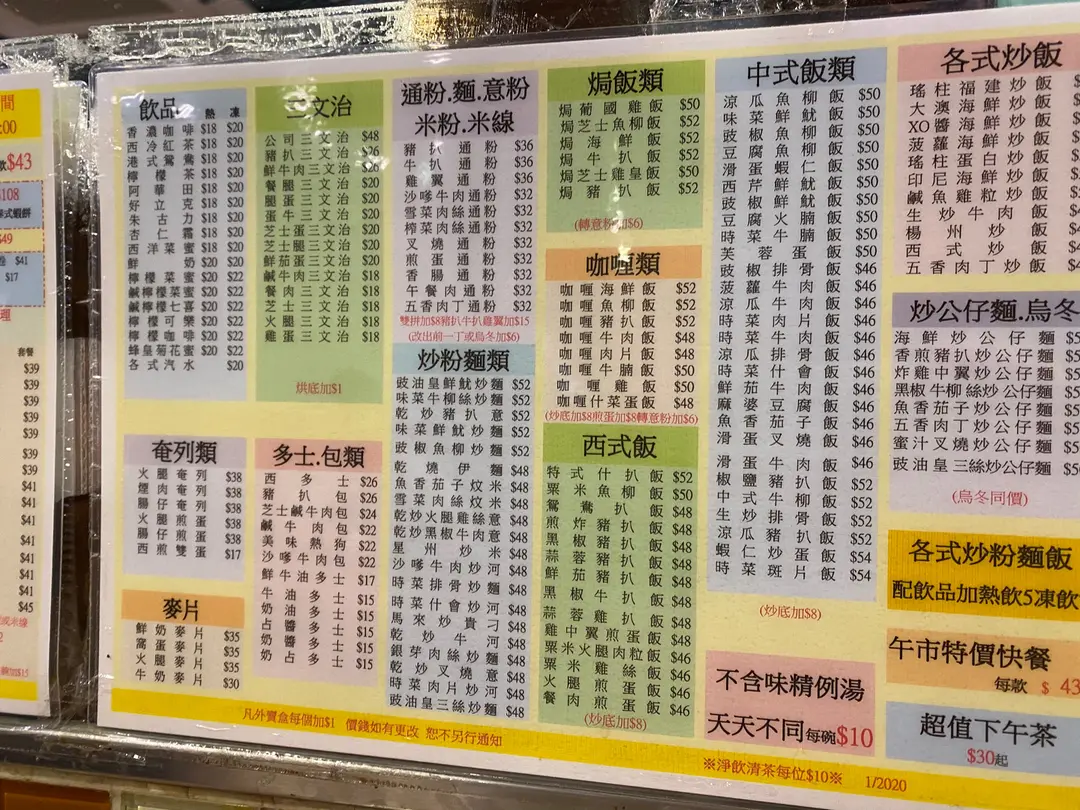 間
:00
$43
$108
$49
$41
$17
理
套餐
$39
$39
$39
$39
$39
$39
$39
$41
$41
$41
$41
$41
$41
$45
飲品 熱 凍
香濃咖啡 $18 $20
西冷紅茶 $18 $20
港式鴛鴦 $18 $20
檸檬茶 $18 $20
阿華田 $18 $20
好立克 $18 $20
朱古力 $18 $20
杏仁霜 $18 $20
西洋菜蜜 $18 $20
鮮奶 $20 $20
檸檬菜蜜 $20 $22
鹹檸檬菜蜜 $20 $22
鹹檸檬七喜 $20 $22
檸檬可樂 $20 $22
檸檬咖啡 $20 $22
蜂皇菊花蜜 $20 $22
各式汽水 $20
奄列類
火腿奄列 $38
煙肉奄列 $38
腸仔奄列 $38
火腿煎蛋 $38
腸仔煎蛋 $38
西煎雙蛋 $17
麥片
鮮奶麥片 $35
窩蛋麥片 $35
火腿麥片 $35
牛奶麥片 $30
三文治
公司三文治 $48
豬扒三文治 $26
鮮牛肉三文治 $26
餐腿三文治 $20
腿蛋三文治 $20
蛋牛三文治 $20
芝士蛋三文治 $20
芝士腿三文治 $20
鮮茄蛋三文治 $20
鹹牛肉三文治 $18
餐肉三文治 $18
芝士三文治 $18
火腿三文治 $18
雞蛋三文治 $18
烘底加$1
多士.包類
西多士 $26
豬扒包 $26
芝士鹹牛肉包 $24
鹹牛肉包 $22
美味熱狗 $22
沙嗲牛肉包 $22
鮮牛油多士 $17
牛油多士 $15
奶油多士 $15
占醬多士 $15
奶醬多士 $15
奶占多士 $15
通粉.麵.意粉
米粉.米線
豬扒通粉 $36
牛扒通粉 $36
雞翼通粉 $36
沙嗲牛肉通粉 $32
雪菜肉絲通粉 $32
榨菜肉絲通粉 $32
叉燒通粉 $32
煎蛋通粉 $32
香腸通粉 $32
午餐肉通粉 $32
五香肉丁通粉 $32
雙拼加$8豬扒牛扒雞翼加$15
(改出前一丁或烏冬加$6)
炒粉麵類
豉油皇鮮魷炒麵 $52
味菜牛柳絲炒麵 $52
乾炒豬扒意 $52
味菜鮮魷炒麵 $52
豉椒魚柳炒麵 $52
乾燒伊麵 $48
魚香茄子炆米 $48
雪菜肉絲炆米 $48
乾炒火腿雞絲意 $48
乾炒黑椒牛肉意 $48
星州炒米 $48
沙嗲牛肉炒河 $48
時菜排骨炒麵 $48
時菜什會炒河 $48
馬來炒貴刁 $48
乾炒牛河 $48
銀芽肉絲炒麵 $48
乾炒叉燒意 $48
時菜肉片炒河 $48
豉油皇三絲炒麵 $48
焗飯類
焗葡國雞飯 $50
焗芝士魚柳飯 $52
焗海鮮飯 $52
焗牛扒飯 $52
焗芝士雞皇飯 $50
焗豬扒飯 $52
(轉意粉加$6)
咖喱類
咖喱海鮮飯 $52
咖喱魚柳飯 $52
咖喱豬扒飯 $52
咖喱牛肉飯 $48
咖喱肉片飯 $48
咖喱牛腩飯 $50
咖喱雞飯 $50
咖喱什菜蛋飯 $48
(炒底加$8煎蛋加$8轉意粉加$6)
西式飯
特式什扒飯 $52
粟米魚柳飯 $50
鴛鴦扒飯 $48
煎炸豬扒飯 $48
黑椒豬扒飯 $48
蒜蓉豬扒飯 $48
鮮茄豬扒飯 $48
黑椒牛扒飯 $48
蒜蓉雞扒飯 $48
雞中翼煎蛋飯 $48
粟米火腿肉粒飯 $46
粟米雞絲飯 $46
火腿煎蛋飯 $46
餐肉煎蛋飯 $46
(炒底加$8)
中式飯類
涼瓜魚柳飯 $50
味菜鮮魷飯 $50
豉椒魚柳飯 $50
豆腐魚柳飯 $50
滑蛋蝦仁飯 $50
西芹鮮魷飯 $50
豉椒鮮魷飯 $50
豆腐火腩飯 $50
時菜牛腩飯 $50
芙蓉蛋飯 $50
豉椒排骨飯 $46
菠蘿牛肉飯 $46
涼瓜牛肉飯 $46
時菜肉片飯 $46
時菜牛肉飯 $46
涼瓜排骨飯 $46
時菜什會飯 $46
鮮茄牛肉飯 $46
麻婆豆腐飯 $46
魚香茄子飯 $46
滑蛋叉燒飯 $46
滑蛋牛肉飯 $46
椒鹽豬扒飯 $52
中式牛柳飯 $52
生炒排骨飯 $52
涼瓜豬扒飯 $52
蝦仁炒蛋飯 $54
時菜斑片飯 $54
(炒底加$8)
不含味精例湯
天天不同每碗$10
各式炒飯
瑤柱福建炒飯
大澳海鮮炒飯
XO醬海鮮炒飯
菠蘿海鮮炒飯
瑤柱蛋白炒飯
印尼海鮮炒飯
鹹魚雞粒炒飯
生炒牛肉飯
楊州炒飯
西式炒飯
五香肉丁炒飯
炒公仔麵.烏冬
海鮮炒公仔麵
香煎豬扒炒公仔麵
炸雞中翼炒公仔麵
黑椒牛柳絲炒公仔麵
魚香茄子炒公仔麵
五香肉丁炒公仔麵
蜜汁叉燒炒公仔麵
豉油皇三絲炒公仔麵
(烏冬同價)
各式炒粉麵飯
配飲品加熱飲5凍飲
午市特價快餐
每款 $ 43
超值下午茶
$30起
凡外賣盒每個加$1 價錢如有更改 恕不另行通知
※淨飲清茶每位$10※ 1/2020